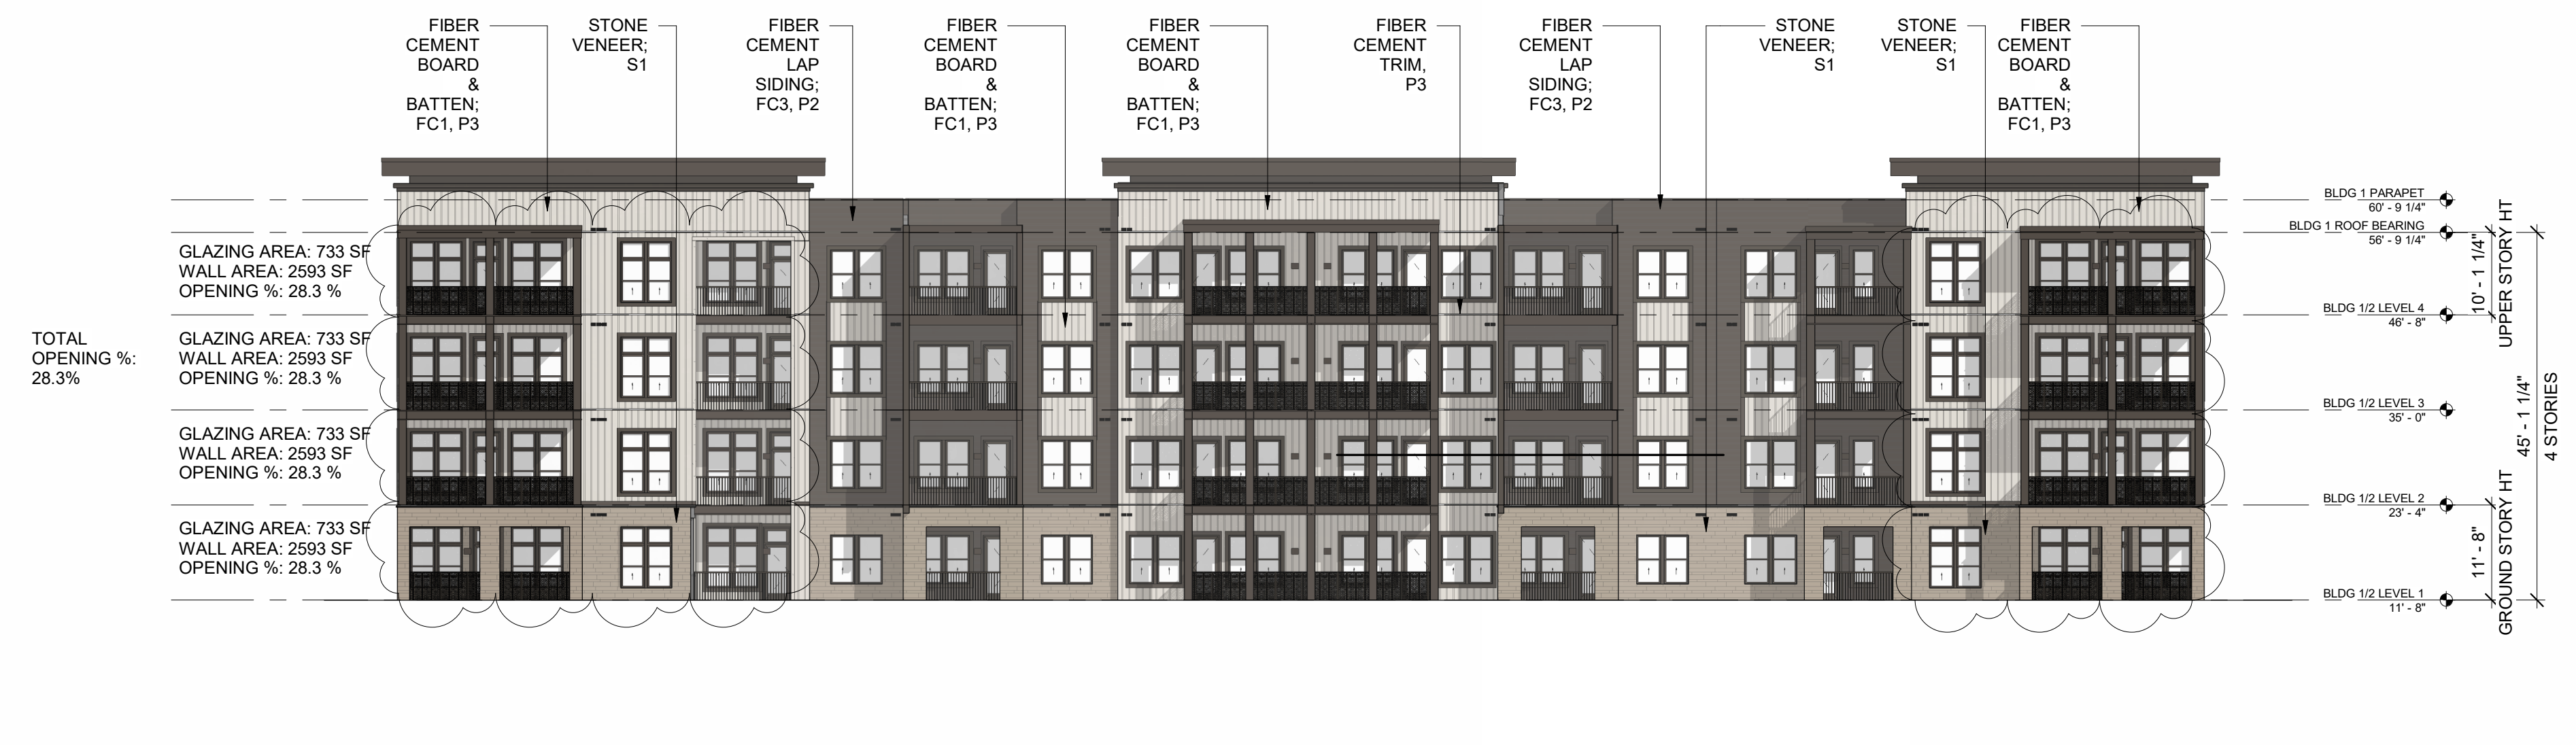 FIBER
CEMENT
BOARD
&
BATTEN;
FC1, P3
STONE
VENEER;
S1
FIBER
CEMENT
LAP
SIDING;
FC3, P2
FIBER
CEMENT
BOARD
&
BATTEN;
FC1, P3
FIBER
CEMENT
BOARD
&
BATTEN;
FC1, P3
FIBER
CEMENT
TRIM,
P3
FIBER
CEMENT
LAP
SIDING;
FC3, P2
STONE
VENEER;
S1
STONE
VENEER;
S1
FIBER
CEMENT
BOARD
&
BATTEN;
FC1, P3
TOTAL
OPENING %:
28.3%
GLAZING AREA: 733 SF
WALL AREA: 2593 SF
OPENING %: 28.3 %
GLAZING AREA: 733 SF
WALL AREA: 2593 SF
OPENING %: 28.3 %
GLAZING AREA: 733 SF
WALL AREA: 2593 SF
OPENING %: 28.3 %
GLAZING AREA: 733 SF
WALL AREA: 2593 SF
OPENING %: 28.3 %
BLDG 1 PARAPET
60' - 9 1/4"
BLDG 1 ROOF BEARING
56' - 9 1/4"
BLDG 1/2 LEVEL 4
46' - 8"
BLDG 1/2 LEVEL 3
35' - 0"
BLDG 1/2 LEVEL 2
23' - 4"
BLDG 1/2 LEVEL 1
11' - 8"
10' - 1 1/4"
UPPER STORY HT
11' - 8"
GROUND STORY HT
45' - 1 1/4"
4 STORIES